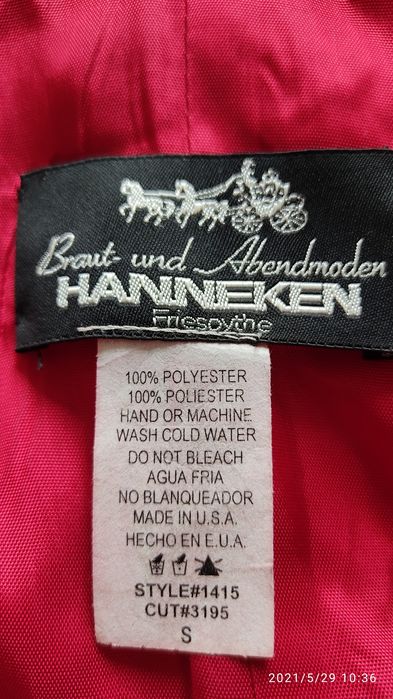 Braut- und Abendmoden
HANNEKEN
Friesoythe
100% POLYESTER
100% POLIESTER
HAND OR MACHINE
WASH COLD WATER
DO NOT BLEACH
AGUA FRIA
NO BLANQUEADOR
MADE IN U.S.A.
HECHO EN E.U.A.
STYLE#1415
CUT#3195
S
2021/5/29 10:36